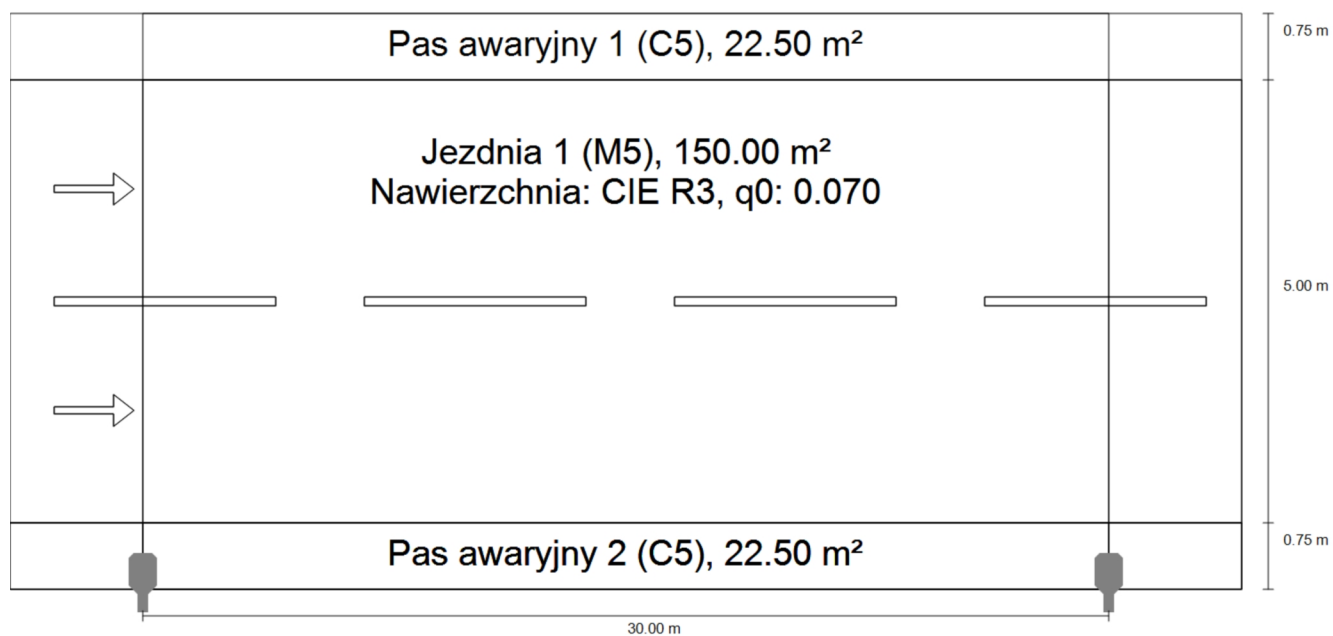 Pas awaryjny 1 (C5), 22.50 m²
0.75 m
Jezdnia 1 (M5), 150.00 m²
Nawierzchnia: CIE R3, q0: 0.070
5.00 m
Pas awaryjny 2 (C5), 22.50 m²
0.75 m
30.00 m